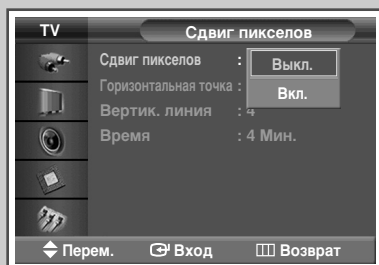 TV
Сдвиг пикселов
Сдвиг пикселов : Выкл.
Горизонтальная точка : Вкл.
Вертик. линия : 4
Время : 4 Мин.
Перем. Вход Возврат